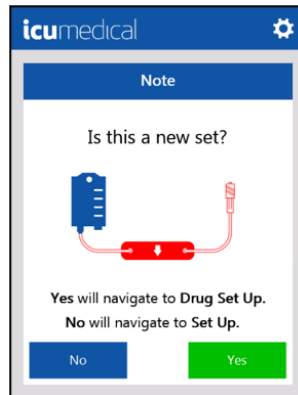 icumedical
Note
Is this a new set?
Yes will navigate to Drug Set Up.
No will navigate to Set Up.
No
Yes